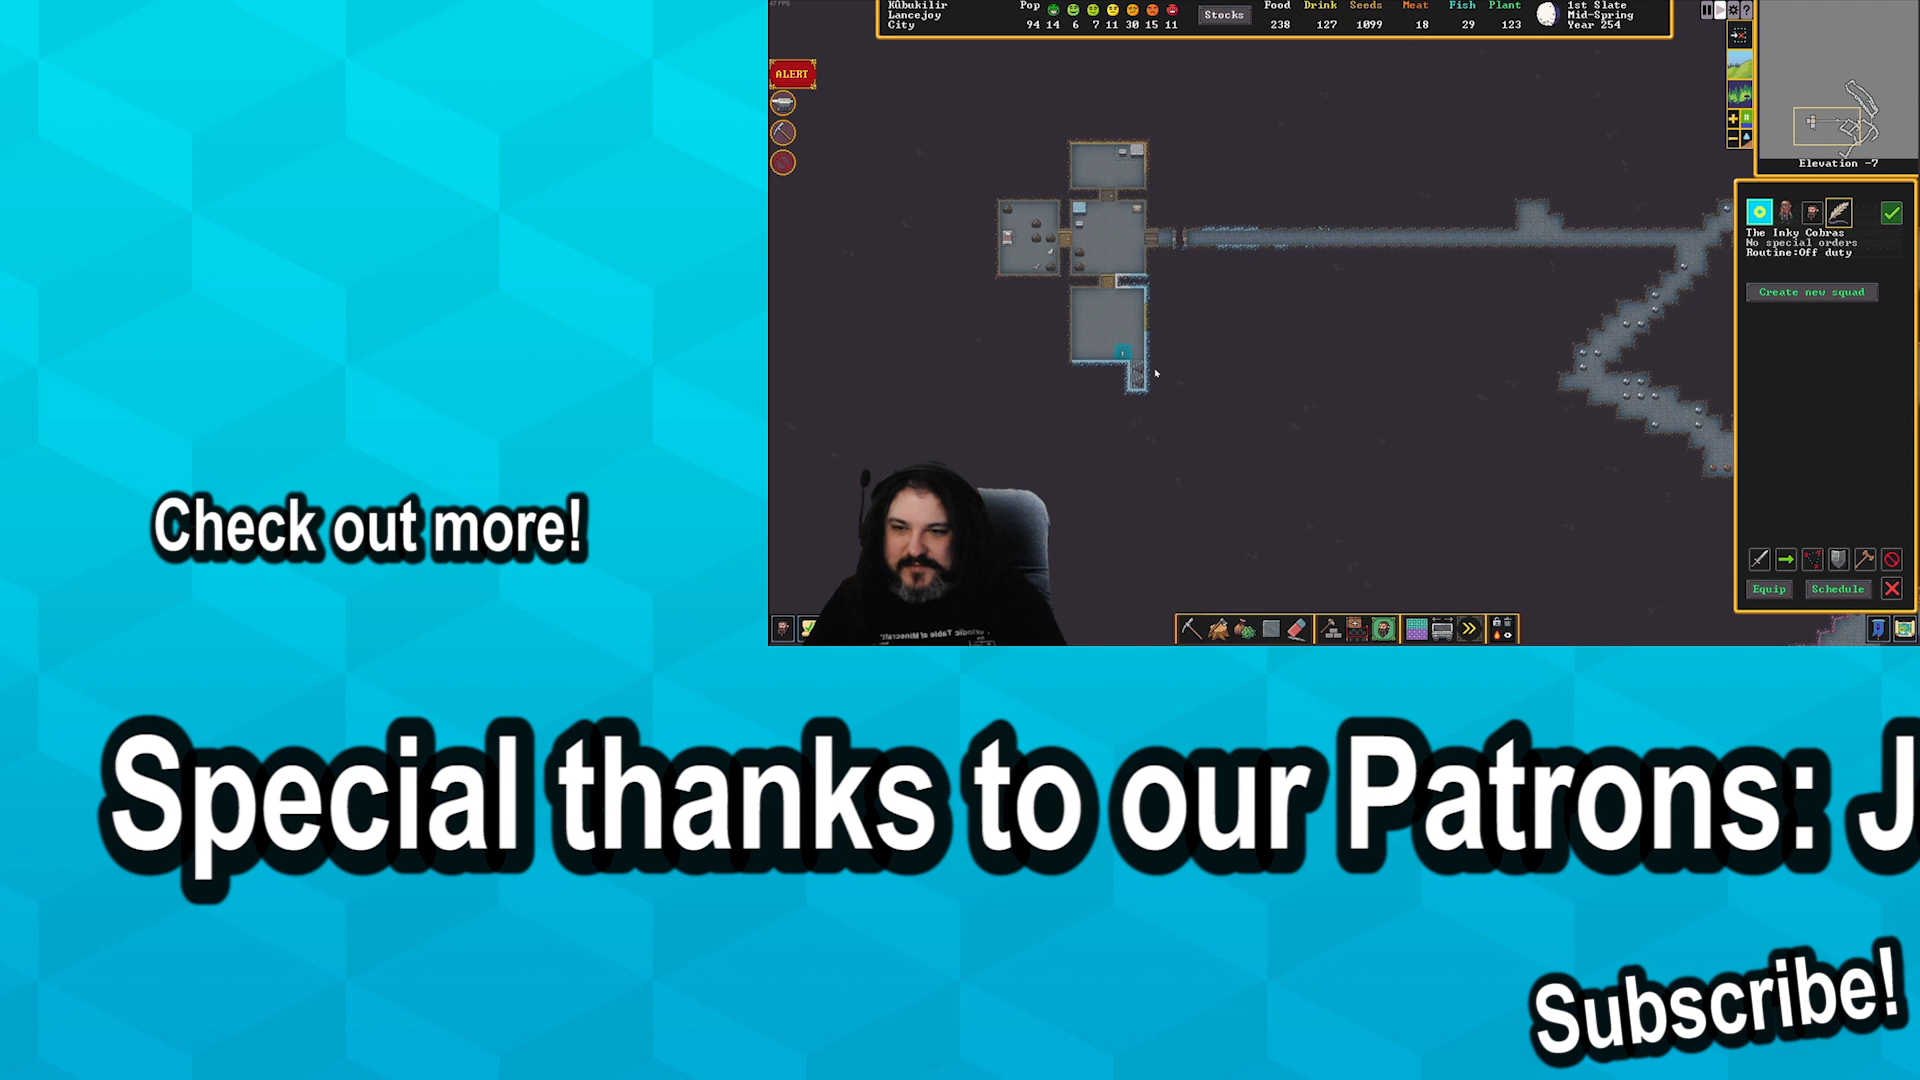 47 FPS
Kûbukilir
Lancejoy
City
Pop
94 14 6 7 11 30 15 11
Stocks
Food Drink Seeds Meat Fish Plant
238 127 1099 18 29 123
1st Slate
Mid-Spring
Year 254
ALERT
Elevation -7
The Inky Cobras
No special orders
Routine:Off duty
Create new squad
Equip Schedule
Check out more!
Special thanks to our Patrons: J
Subscribe!